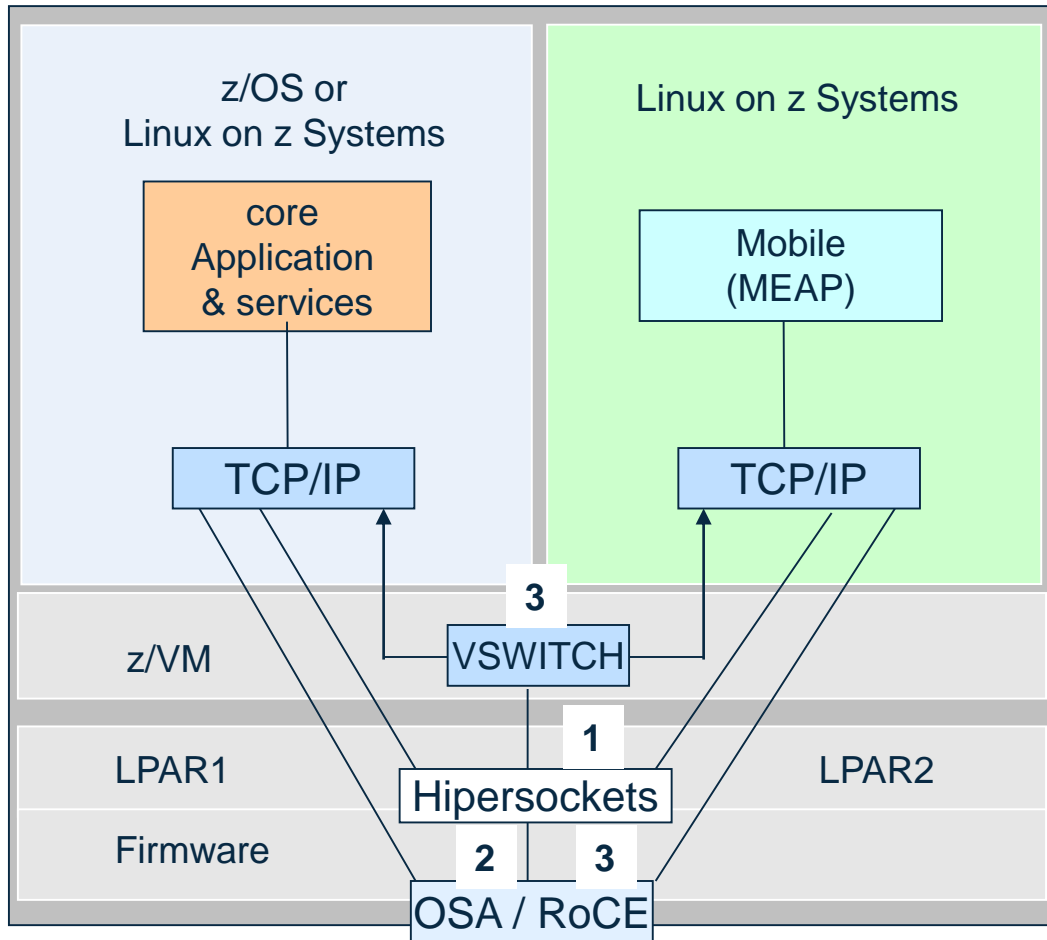 z/OS or
Linux on z Systems
Linux on z Systems
core
Application
& services
Mobile
(MEAP)
TCP/IP
TCP/IP
3
VSWITCH
z/VM
1
LPAR1
LPAR2
Hipersockets
Firmware
2
3
OSA / RoCE